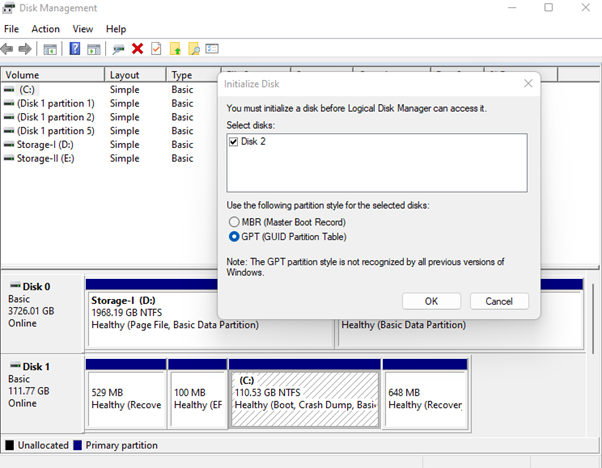 Disk Management
File Action View Help
Volume Layout Type
(C:) Simple Basic
(Disk 1 partition 1) Simple Basic
(Disk 1 partition 2) Simple Basic
(Disk 1 partition 5) Simple Basic
Storage-I (D:) Simple Basic
Storage-II (E:) Simple Basic
Initialize Disk
You must initialize a disk before Logical Disk Manager can access it.
Select disks:
Disk 2
Use the following partition style for the selected disks:
MBR (Master Boot Record)
GPT (GUID Partition Table)
Note: The GPT partition style is not recognized by all previous versions of
Windows.
OK Cancel
Disk 0
Basic
3726.01 GB
Online
Storage-I (D:)
1968.19 GB NTFS
Healthy (Page File, Basic Data Partition)
Healthy (Basic Data Partition)
Disk 1
Basic
111.77 GB
Online
529 MB
Healthy (Recove
100 MB
Healthy (EF
(C:)
110.53 GB NTFS
Healthy (Boot, Crash Dump, Basi
648 MB
Healthy (Recover
Unallocated Primary partition